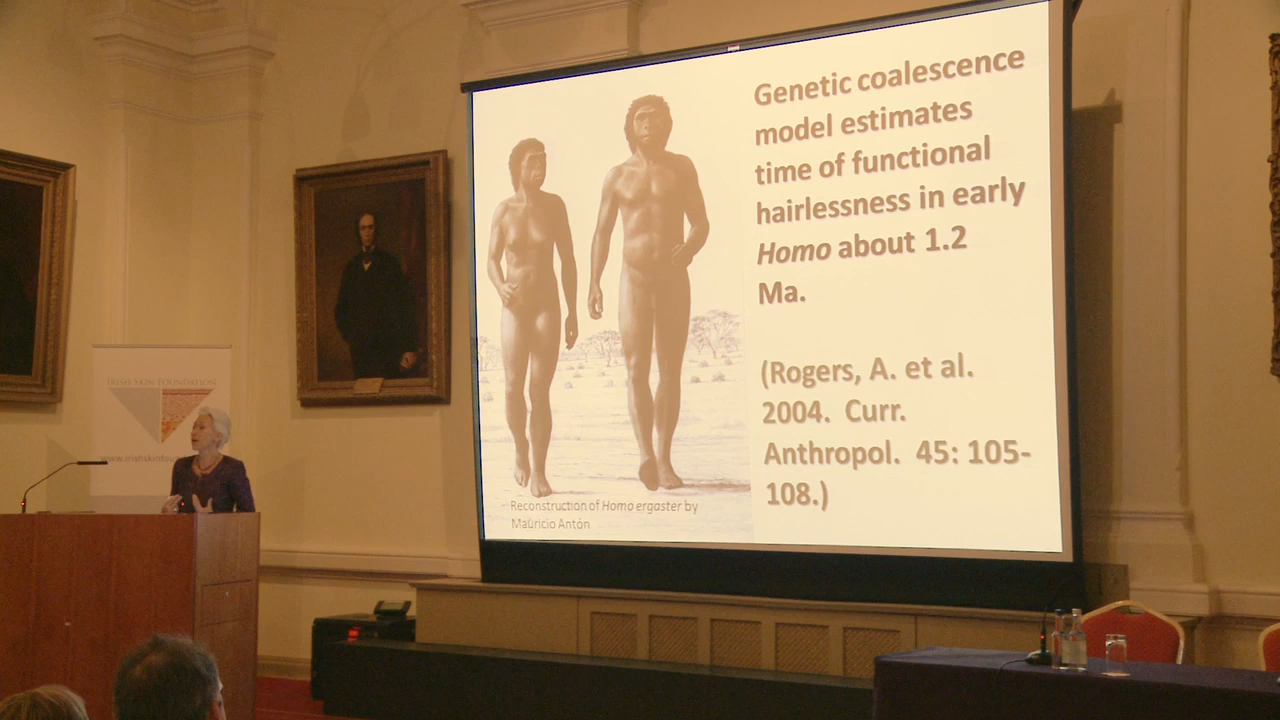 Genetic coalescence
model estimates
time of functional
hairlessness in early
Homo about 1.2
Ma.
(Rogers, A. et al.
2004. Curr.
Anthropol. 45: 105-
108.)
Reconstruction of Homo ergaster by
Mauricio Antón
IRISH SKIN FOUNDATION
www.irishskinfou